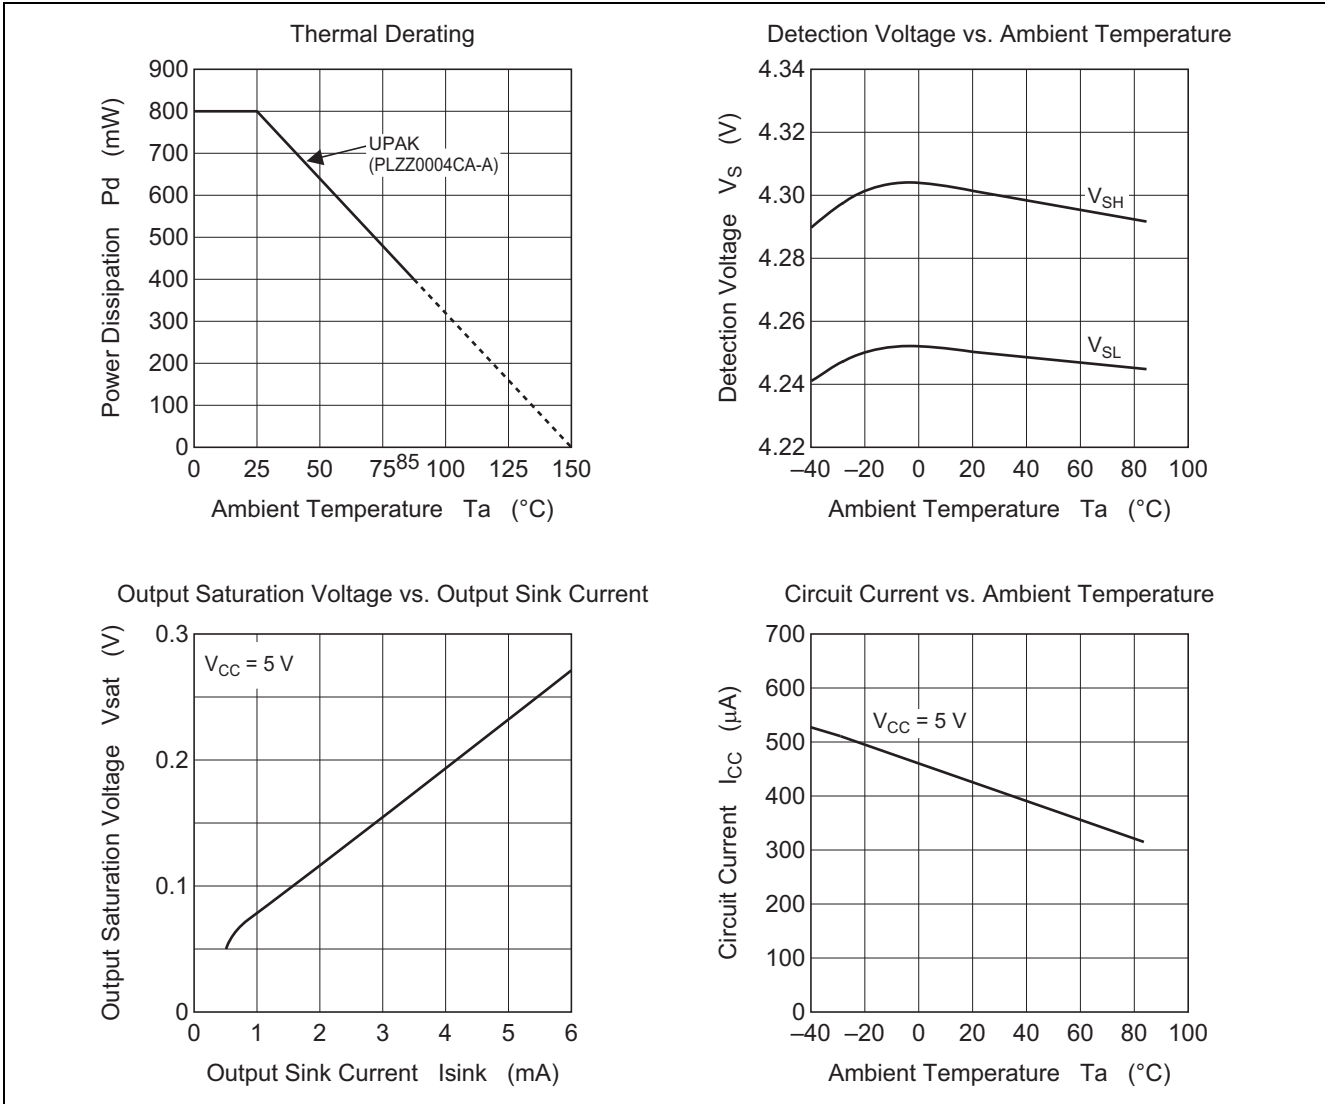 Thermal Derating
900
800
700
600
500
400
300
200
100
0
Power Dissipation Pd (mW)
UPAK
(PLZZ0004CA-A)
0 25 50 75 85 100 125 150
Ambient Temperature Ta (°C)
Detection Voltage vs. Ambient Temperature
4.34
4.32
4.30
4.28
4.26
4.24
4.22
Detection Voltage VS (V)
VSH
VSL
–40 –20 0 20 40 60 80 100
Ambient Temperature Ta (°C)
Output Saturation Voltage vs. Output Sink Current
0.3
0.2
0.1
0
Output Saturation Voltage Vsat (V)
VCC = 5 V
0 1 2 3 4 5 6
Output Sink Current Isink (mA)
Circuit Current vs. Ambient Temperature
700
600
500
400
300
200
100
0
Circuit Current ICC (μA)
VCC = 5 V
–40 –20 0 20 40 60 80 100
Ambient Temperature Ta (°C)